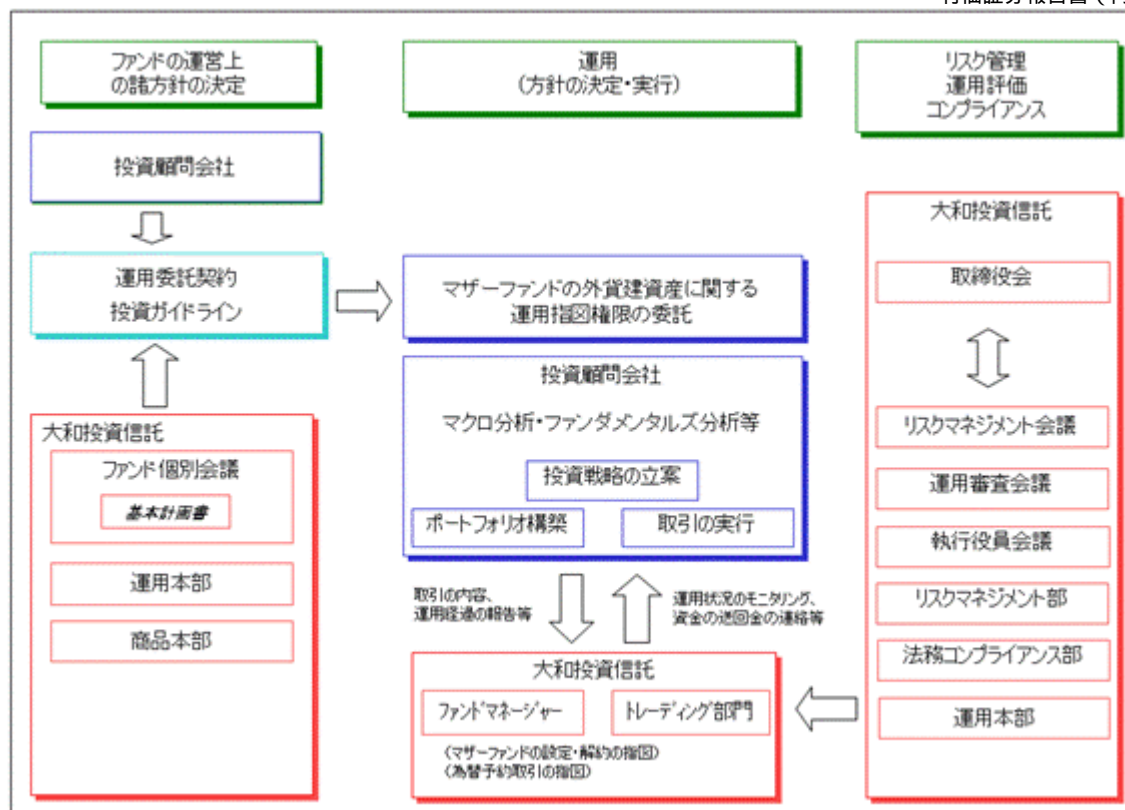 ファンドの運営上
の諸方針の決定
運用
(方針の決定・実行)
リスク管理
運用評価
コンプライアンス
投資顧問会社
運用委託契約
投資ガイドライン
マザーファンドの外貨建資産に関する
運用指図権限の委託
投資顧問会社
マクロ分析・ファンダメンタルズ分析等
投資戦略の立案
ポートフォリオ構築
取引の実行
大和投資信託
ファンド個別会議
基本計画書
運用本部
商品本部
取引の内容、
運用経過の報告等
運用状況のモニタリング、
資金の送回金の連絡等
大和投資信託
ファンドマネージャー
トレーディング部門
(マザーファンドの設定・解約の指図)
(為替予約取引の指図)
大和投資信託
取締役会
リスクマネジメント会議
運用審査会議
執行役員会議
リスクマネジメント部
法務コンプライアンス部
運用本部